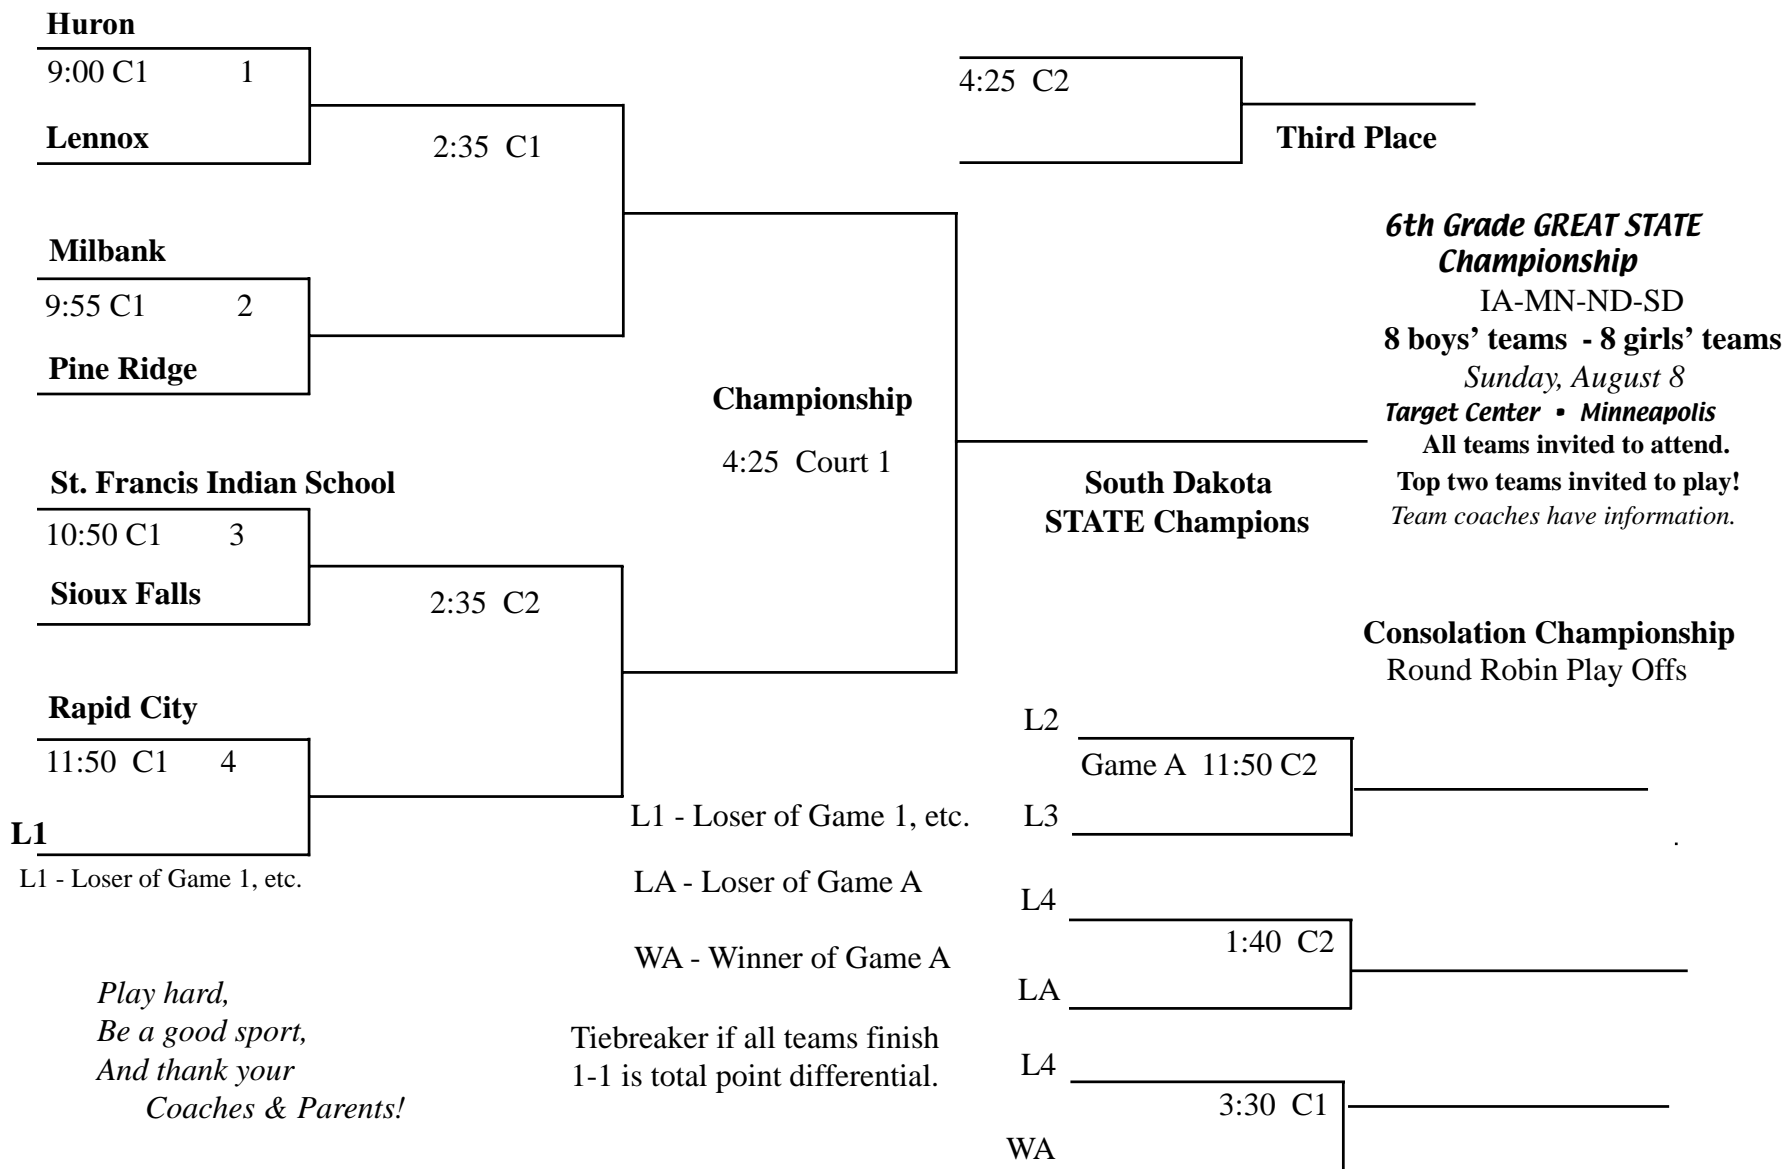 Huron
9:00 C1 1
Lennox
2:35 C1
Milbank
9:55 C1 2
Pine Ridge
Championship
4:25 Court 1
St. Francis Indian School
10:50 C1 3
Sioux Falls
2:35 C2
Rapid City
11:50 C1 4
L1
L1 - Loser of Game 1, etc.
4:25 C2
Third Place
South Dakota
STATE Champions
6th Grade GREAT STATE
Championship
IA-MN-ND-SD
8 boys’ teams - 8 girls’ teams
Sunday, August 8
Target Center • Minneapolis
All teams invited to attend.
Top two teams invited to play!
Team coaches have information.
Consolation Championship
Round Robin Play Offs
L2
Game A 11:50 C2
L3
L4
1:40 C2
LA
L4
3:30 C1
WA
L1 - Loser of Game 1, etc.
LA - Loser of Game A
WA - Winner of Game A
Tiebreaker if all teams finish
1-1 is total point differential.
Play hard,
Be a good sport,
And thank your
Coaches & Parents!